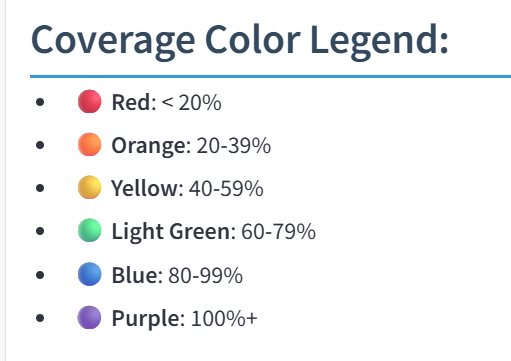 Coverage Color Legend:
Red: < 20%
Orange: 20-39%
Yellow: 40-59%
Light Green: 60-79%
Blue: 80-99%
Purple: 100%+